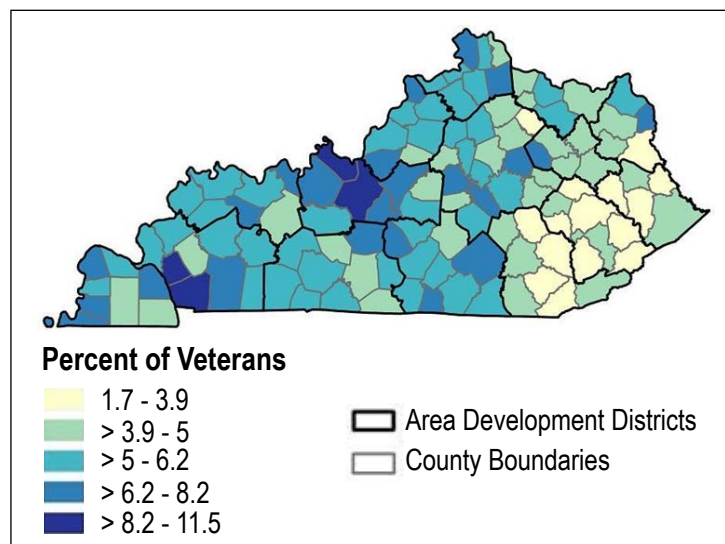 Percent of Veterans
1.7 - 3.9
> 3.9 - 5
> 5 - 6.2
> 6.2 - 8.2
> 8.2 - 11.5
Area Development Districts
County Boundaries